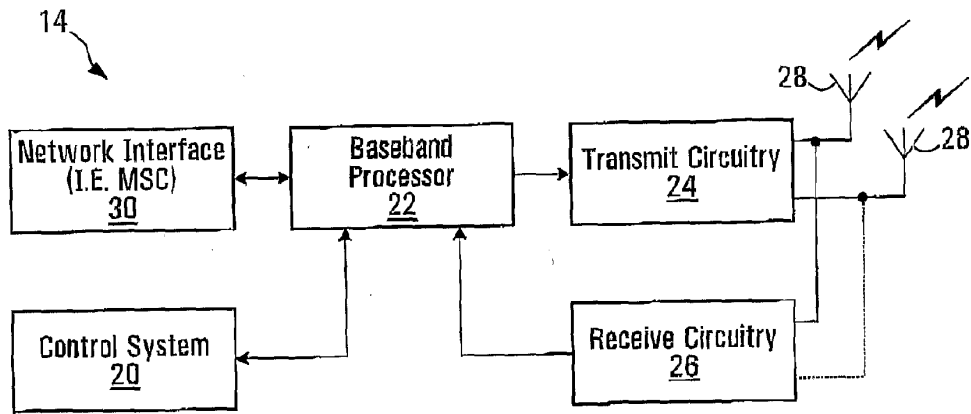 14
28
28
Network Interface
(I.E. MSC)
30
Baseband
Processor
22
Transmit Circuitry
24
Control System
20
Receive Circuitry
26